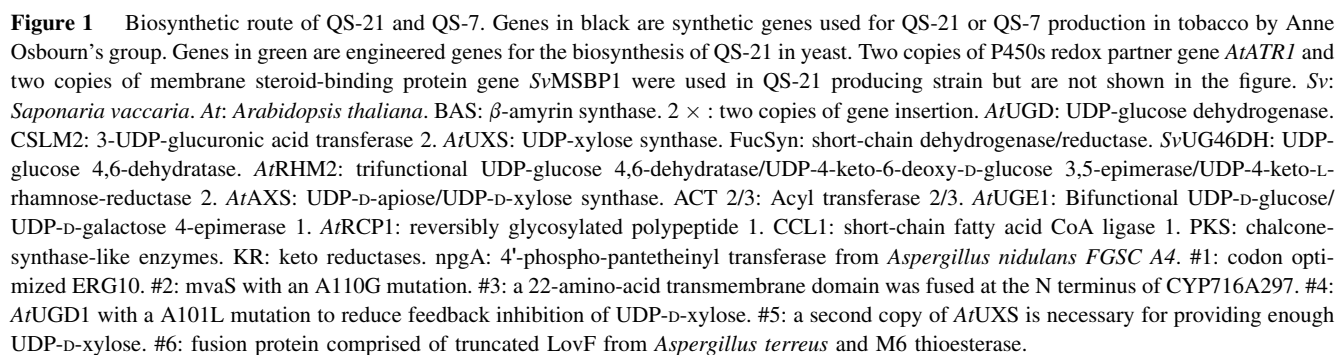 Figure 1 Biosynthetic route of QS-21 and QS-7. Genes in black are synthetic genes used for QS-21 or QS-7 production in tobacco by Anne
Osbourn's group. Genes in green are engineered genes for the biosynthesis of QS-21 in yeast. Two copies of P450s redox partner gene AtATR1 and
two copies of membrane steroid-binding protein gene SvMSBP1 were used in QS-21 producing strain but are not shown in the figure. Sv:
Saponaria vaccaria. At: Arabidopsis thaliana. BAS: β-amyrin synthase. 2 × : two copies of gene insertion. AtUGD: UDP-glucose dehydrogenase.
CSLM2: 3-UDP-glucuronic acid transferase 2. AtUXS: UDP-xylose synthase. FucSyn: short-chain dehydrogenase/reductase. SvUG46DH: UDP-
glucose 4,6-dehydratase. AtRHM2: trifunctional UDP-glucose 4,6-dehydratase/UDP-4-keto-6-deoxy-D-glucose 3,5-epimerase/UDP-4-keto-L-
rhamnose-reductase 2. AtAXS: UDP-D-apiose/UDP-D-xylose synthase. ACT 2/3: Acyl transferase 2/3. AtUGE1: Bifunctional UDP-D-glucose/
UDP-D-galactose 4-epimerase 1. AtRCP1: reversibly glycosylated polypeptide 1. CCL1: short-chain fatty acid CoA ligase 1. PKS: chalcone-
synthase-like enzymes. KR: keto reductases. npgA: 4'-phospho-pantetheinyl transferase from Aspergillus nidulans FGSC A4. #1: codon opti-
mized ERG10. #2: mvaS with an A110G mutation. #3: a 22-amino-acid transmembrane domain was fused at the N terminus of CYP716A297. #4:
AtUGD1 with a A101L mutation to reduce feedback inhibition of UDP-D-xylose. #5: a second copy of AtUXS is necessary for providing enough
UDP-D-xylose. #6: fusion protein comprised of truncated LovF from Aspergillus terreus and M6 thioesterase.